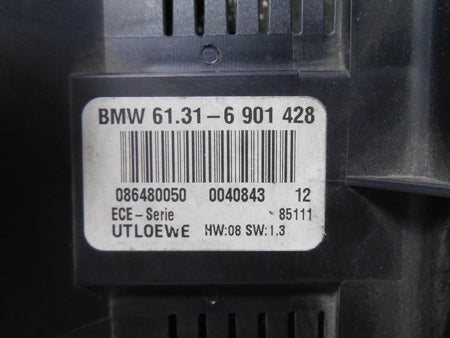 BMW 61.31-6 901 428
086480050 0040843 12
ECE-Serie 85111
UTLOEWE HW:08 SW:1.3